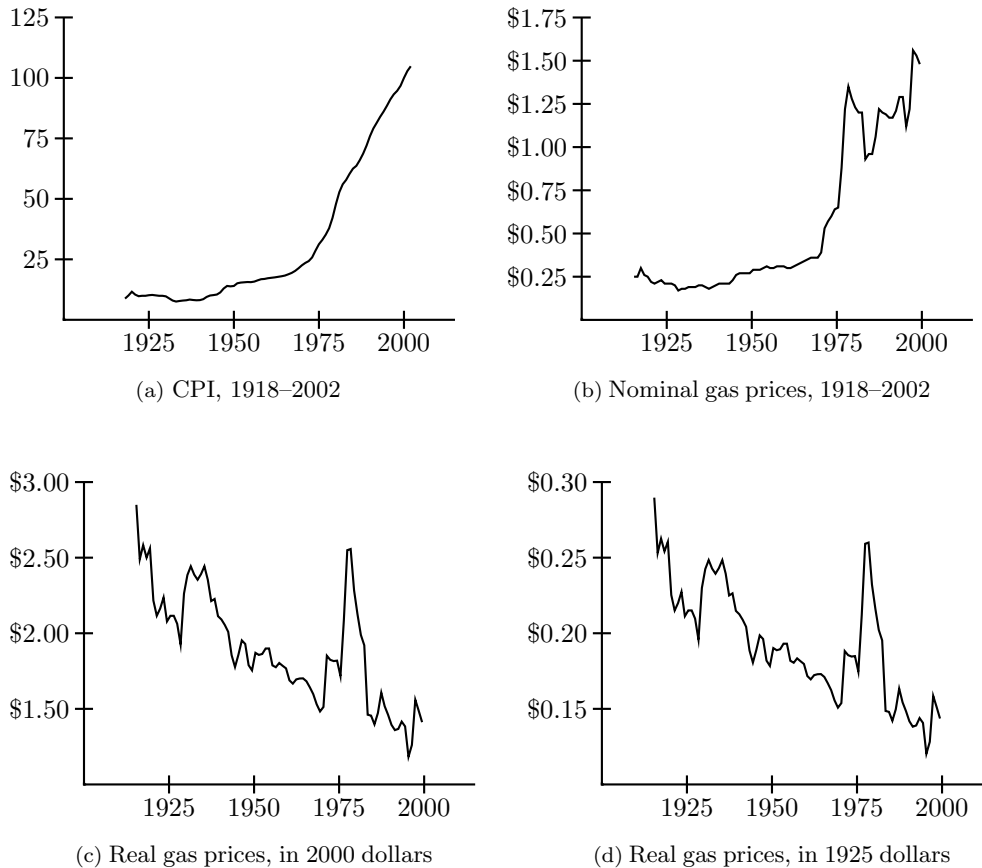 125
100
75
50
25
1925 1950 1975 2000
(a) CPI, 1918–2002
$1.75
$1.50
$1.25
$1.00
$0.75
$0.50
$0.25
1925 1950 1975 2000
(b) Nominal gas prices, 1918–2002
$3.00
$2.50
$2.00
$1.50
1925 1950 1975 2000
(c) Real gas prices, in 2000 dollars
$0.30
$0.25
$0.20
$0.15
1925 1950 1975 2000
(d) Real gas prices, in 1925 dollars